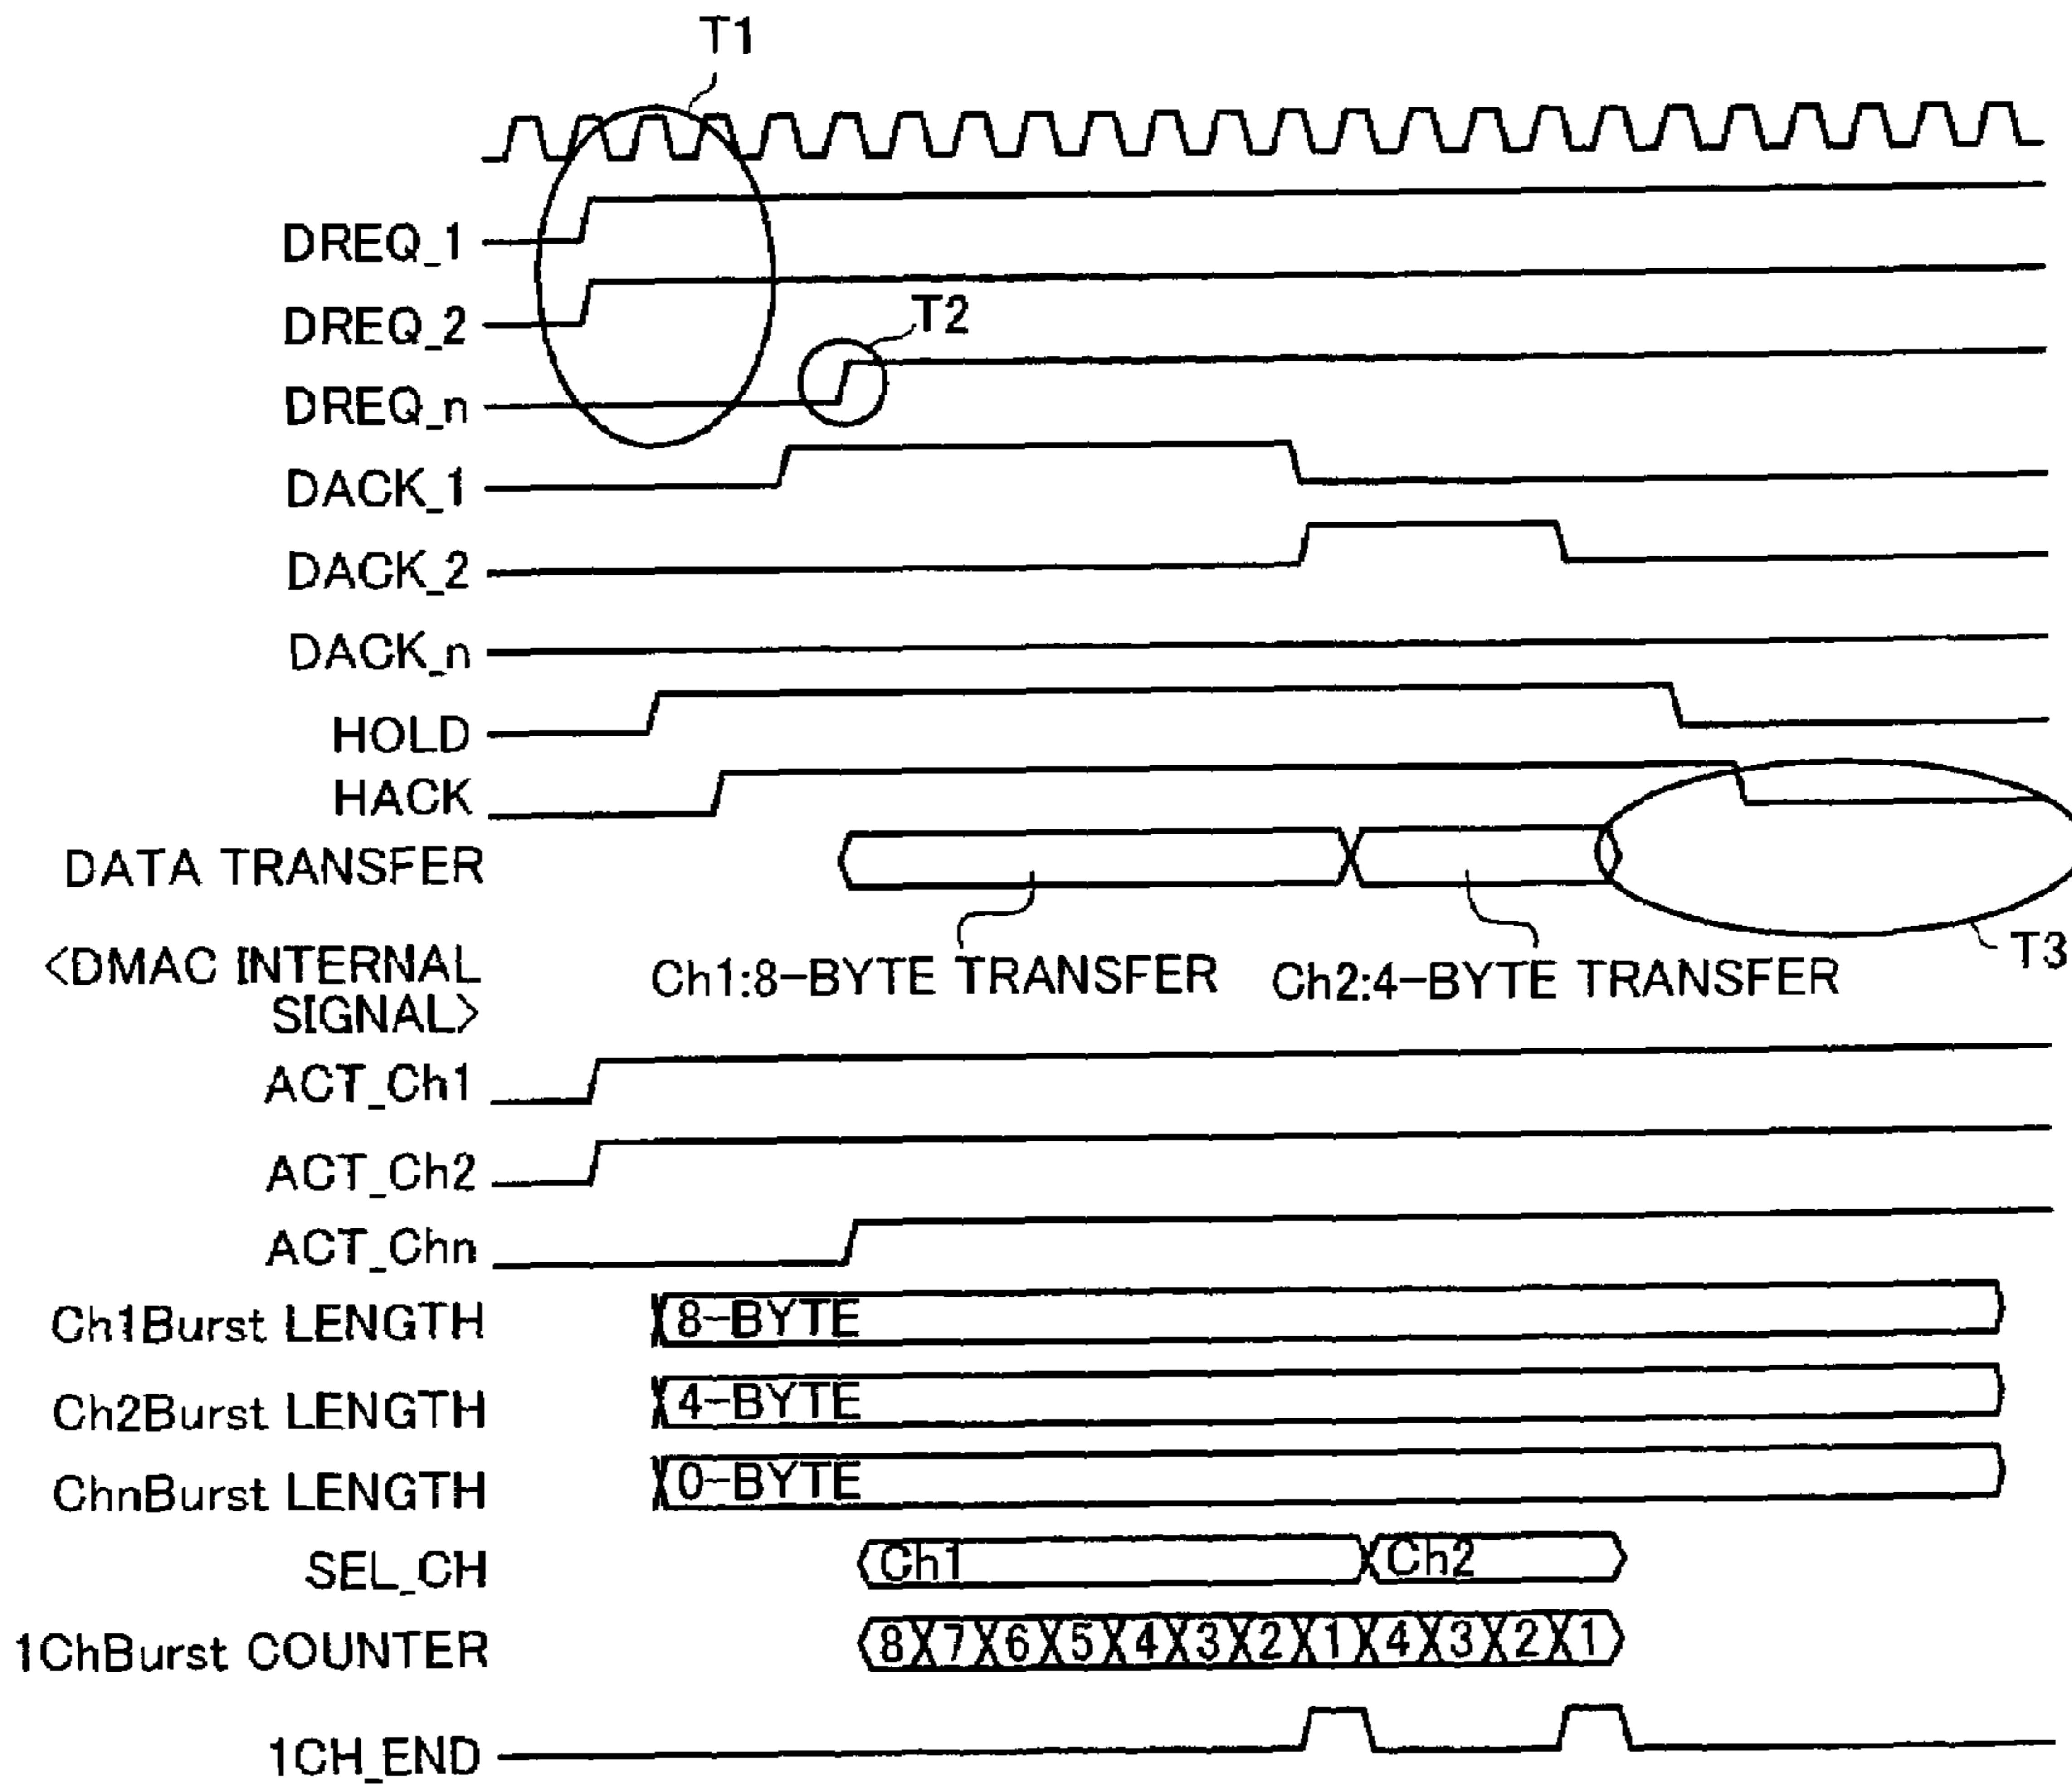 T1
DREQ_1
DREQ_2
T2
DREQ_n
DACK_1
DACK_2
DACK_n
HOLD
HACK
DATA TRANSFER
T3
Ch1:8-BYTE TRANSFER
Ch2:4-BYTE TRANSFER
<DMAC INTERNAL
SIGNAL>
ACT_Ch1
ACT_Ch2
ACT_Chn
Ch1Burst LENGTH 8-BYTE
Ch2Burst LENGTH 4-BYTE
ChnBurst LENGTH 0-BYTE
SEL_CH Ch1 Ch2
1ChBurst COUNTER 8 7 6 5 4 3 2 1 4 3 2 1
1CH_END